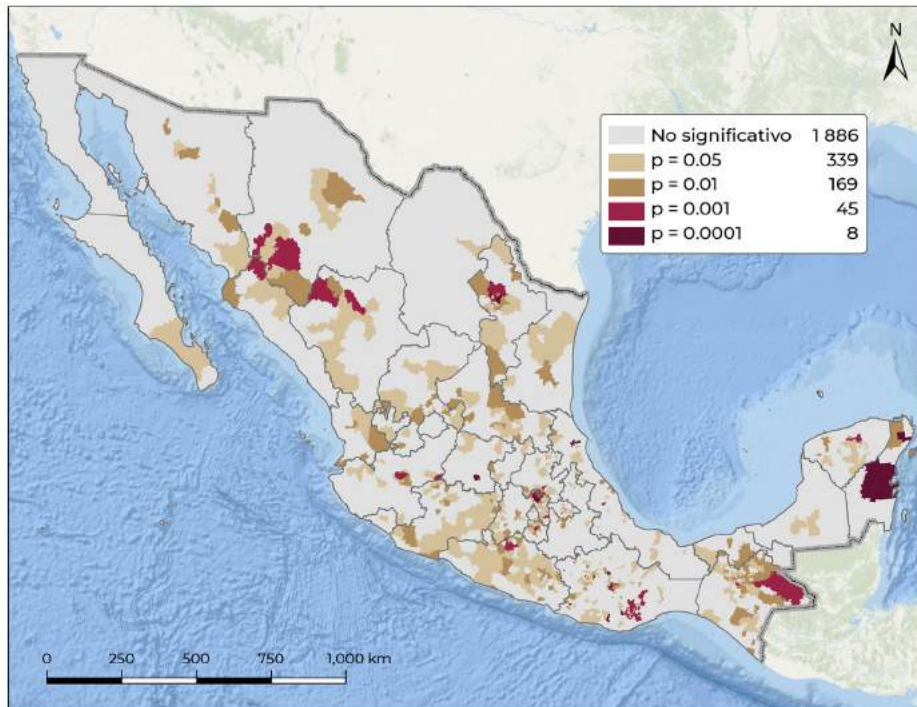 N
No significativo 1 886
p = 0.05 339
p = 0.01 169
p = 0.001 45
p = 0.0001 8
0 250 500 750 1,000 km